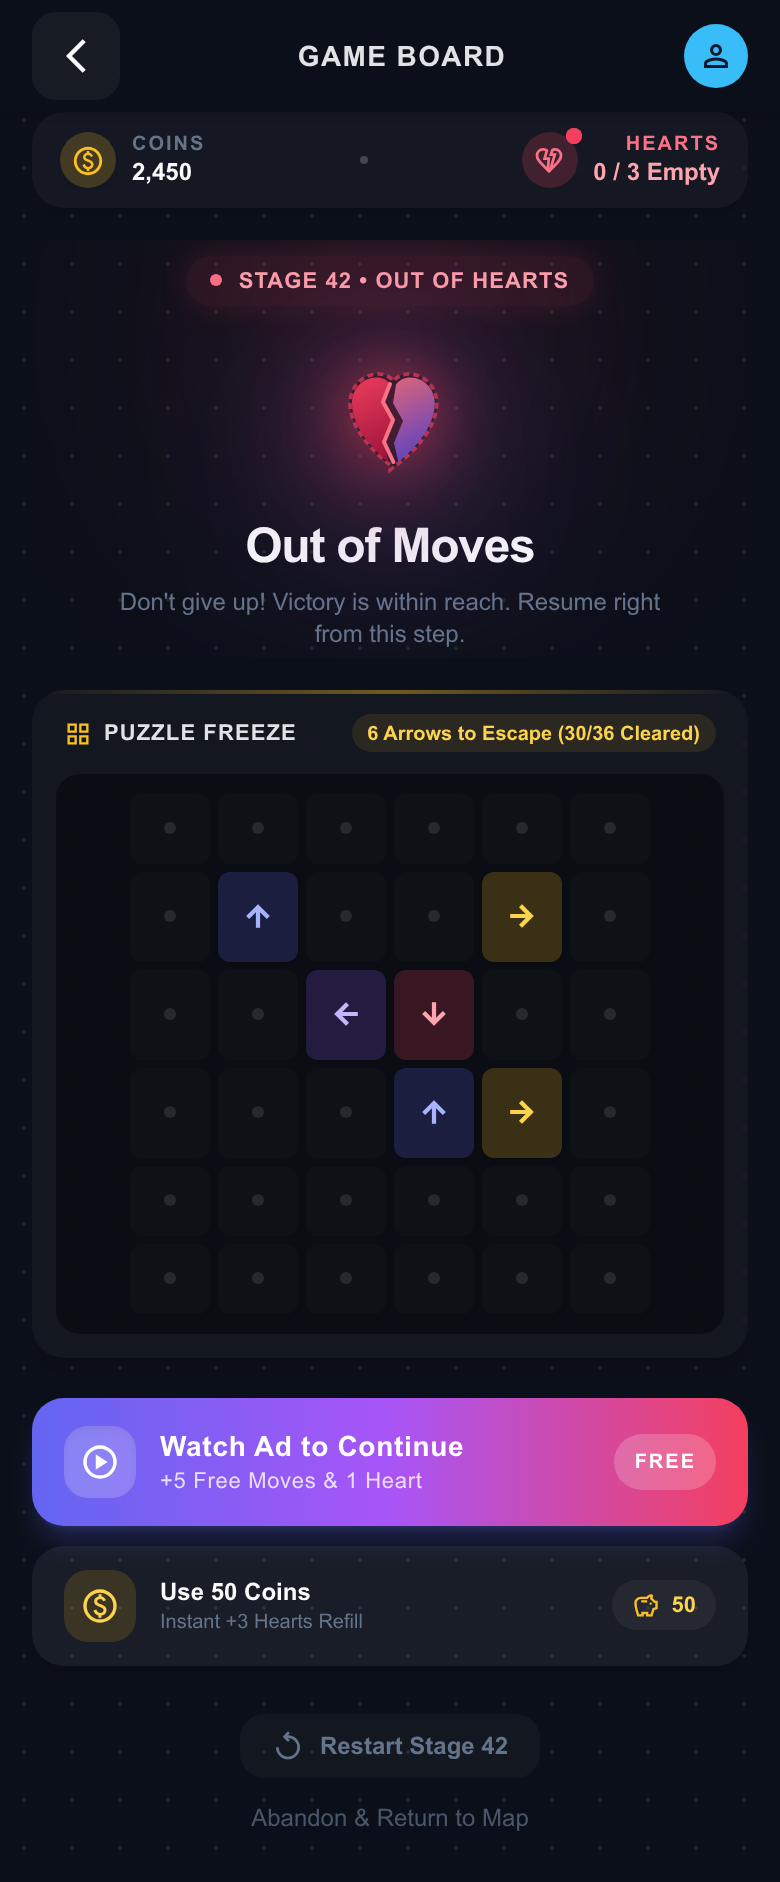 GAME BOARD
COINS
2,450
HEARTS
0 / 3 Empty
STAGE 42 • OUT OF HEARTS
Out of Moves
Don't give up! Victory is within reach. Resume right
from this step.
PUZZLE FREEZE
6 Arrows to Escape (30/36 Cleared)
Watch Ad to Continue
+5 Free Moves & 1 Heart
FREE
Use 50 Coins
Instant +3 Hearts Refill
50
Restart Stage 42
Abandon & Return to Map